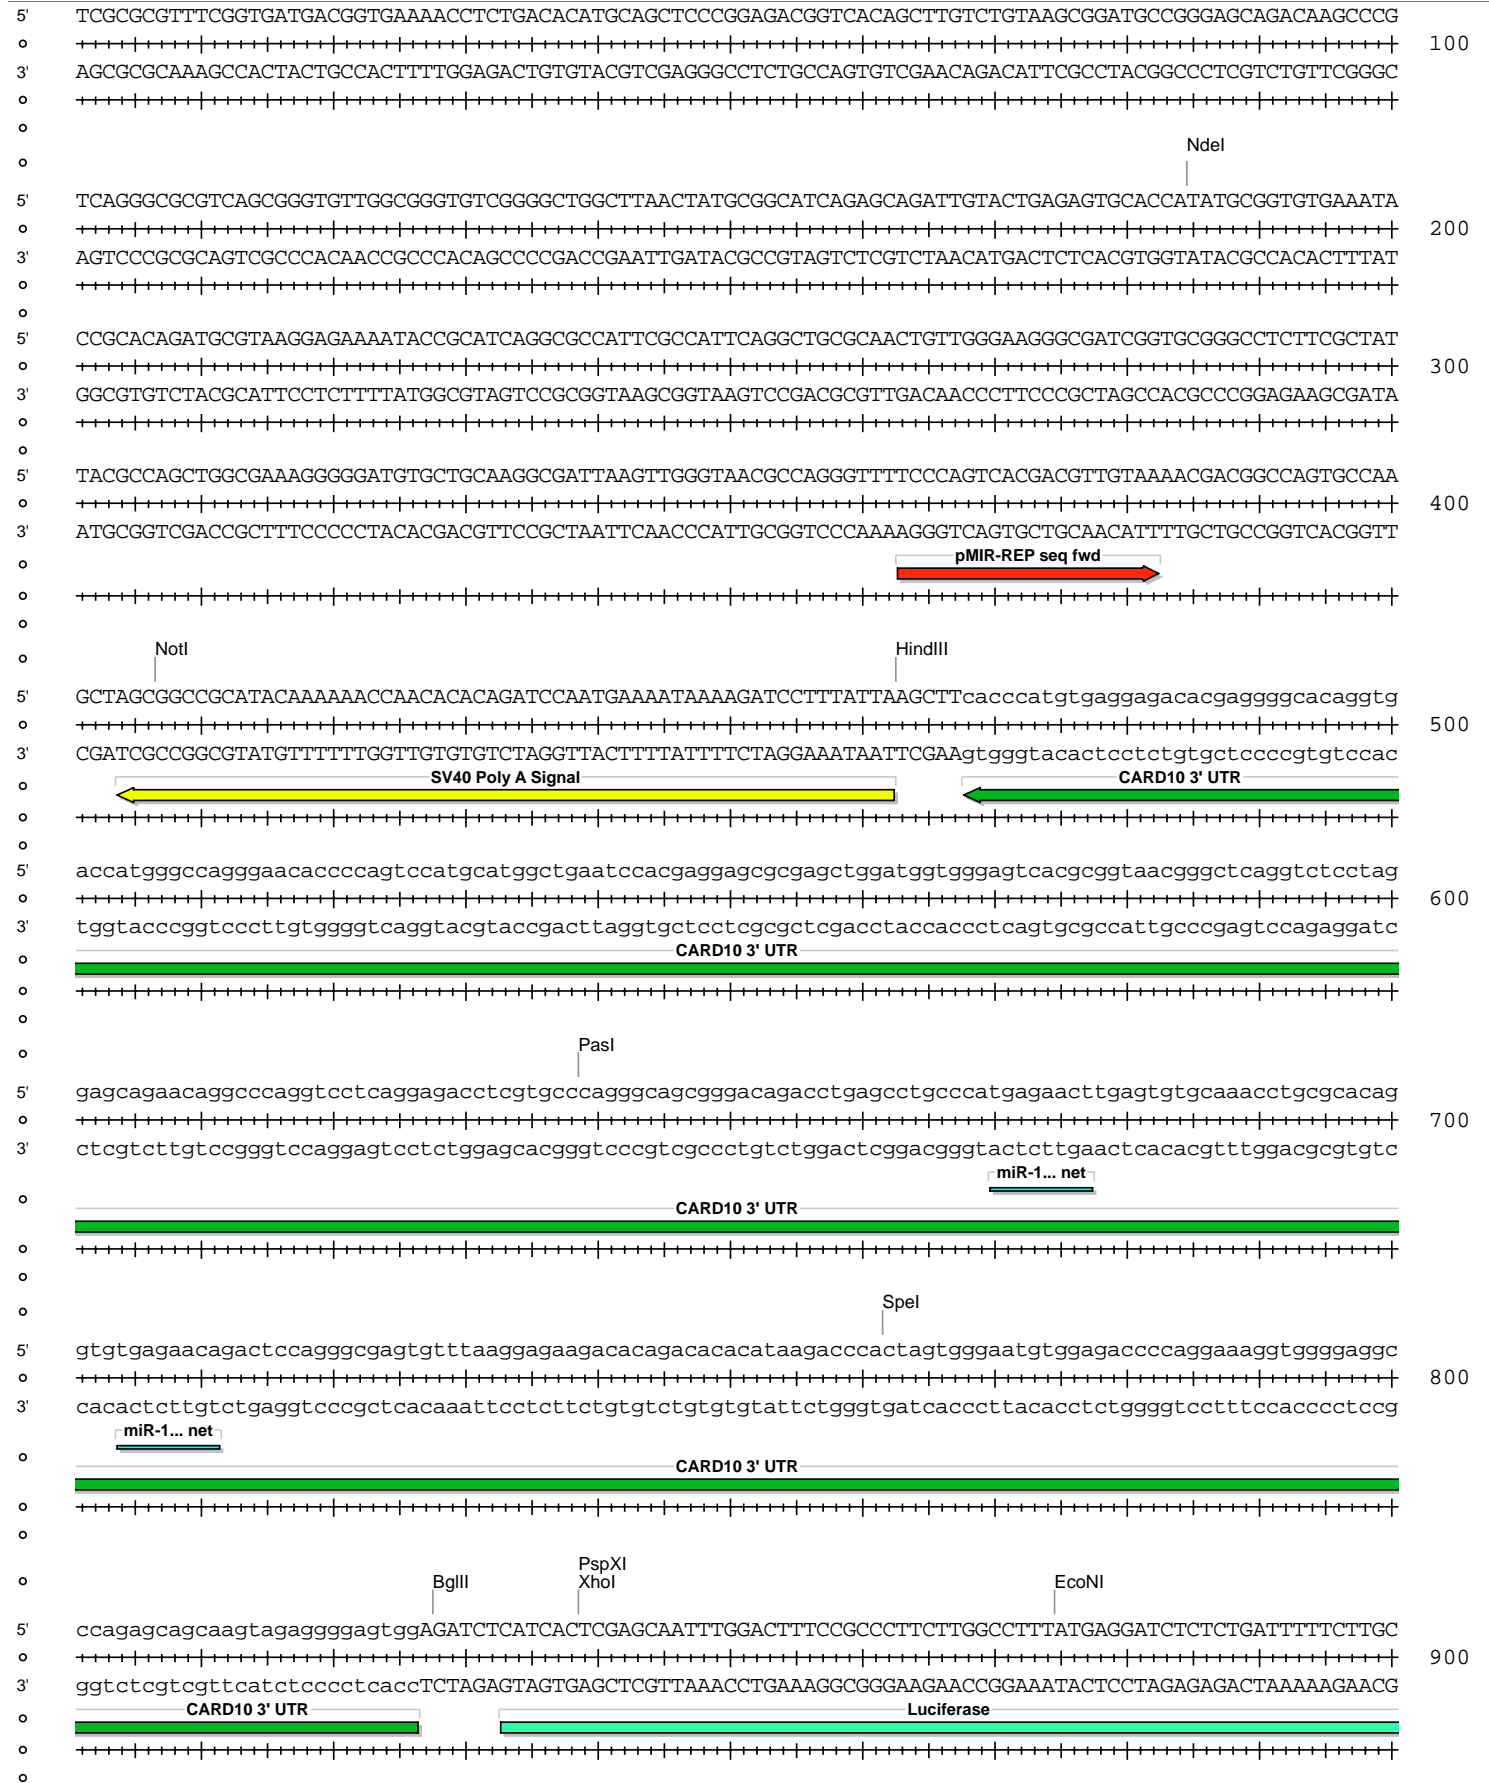 5' TCGCGCGTTTCGGTGATGACGGTGAAAACCTCTGACACATGCAGCTCCCGGAGACGGTCACAGCTTGTCTGTAAGCGGATGCCGGGAGCAGACAAGCCCG
100
3' AGCGCGCAAAGCCACTACTGCCACTTTTGGAGACTGTGTACGTCGAGGGCCTCTGCCAGTGTCGAACAGACATTCGCCTACGGCCCTCGTCTGTTCGGGC
NdeI
5' TCAGGGCGCGTCAGCGGGTGTTGGCGGGTGTCGGGGCTGGCTTAACTATGCGGCATCAGAGCAGATTGTACTGAGAGTGCACCATATGCGGTGTGAAATA
200
3' AGTCCCGCGCAGTCGCCCACAACCGCCCACAGCCCCGACCGAATTGATACGCCGTAGTCTCGTCTAACATGACTCTCACGTGGTATACGCCACACTTTAT
5' CCGCACAGATGCGTAAGGAGAAAATACCGCATCAGGCGCCATTCGCCATTCAGGCTGCGCAACTGTTGGGAAGGGCGATCGGTGCGGGCCTCTTCGCTAT
300
3' GGCGTGTCTACGCATTCCTCTTTTATGGCGTAGTCCGCGGTAAGCGGTAAGTCCGACGCGTTGACAACCCTTCCCGCTAGCCACGCCCGGAGAAGCGATA
5' TACGCCAGCTGGCGAAAGGGGGATGTGCTGCAAGGCGATTAAGTTGGGTAACGCCAGGGTTTTCCCAGTCACGACGTTGTAAAACGACGGCCAGTGCCAA
400
3' ATGCGGTCGACCGCTTTCCCCCTACACGACGTTCCGCTAATTCAACCCATTGCGGTCCCAAAAGGGTCAGTGCTGCAACATTTTGCTGCCGGTCACGGTT
pMIR-REP seq fwd
NotI HindIII
5' GCTAGCGGCCGCATACAAAAAACCAACACACAGATCCAATGAAAATAAAAGATCCTTTATTAAGCTTcacccatgtgaggagacacgaggggcacaggtg
500
3' CGATCGCCGGCGTATGTTTTTTGGTTGTGTGTCTAGGTTACTTTTATTTTCTAGGAAATAATTCGAAgtgggtacactcctctgtgctccccgtgtccac
SV40 Poly A Signal CARD10 3' UTR
5' accatgggccagggaacaccccagtccatgcatggctgaatccacgaggagcgcgagctggatggtgggagtcacgcggtaacgggctcaggtctcctag
600
3' tggtacccggtcccttgtggggtcaggtacgtaccgacttaggtgctcctcgcgctcgacctaccaccctcagtgcgccattgcccgagtccagaggatc
CARD10 3' UTR
PasI
5' gagcagaacaggcccaggtcctcaggagacctcgtgcccagggcagcgggacagacctgagcctgcccatgagaacttgagtgtgcaaacctgcgcacag
700
3' ctcgtcttgtccgggtccaggagtcctctggagcacgggtcccgtcgccctgtctggactcggacgggtactcttgaactcacacgtttggacgcgtgtc
miR-1... net
CARD10 3' UTR
SpeI
5' gtgtgagaacagactccagggcgagtgtttaaggagaagacacagacacacataagacccactagtgggaatgtggagaccccaggaaaggtggggaggc
800
3' cacactcttgtctgaggtcccgctcacaaattcctcttctgtgtctgtgtgtattctgggtgatcacccttacacctctggggtcctttccacccctccg
miR-1... net
CARD10 3' UTR
PspXI
BglII XhoI EcoNI
5' ccagagcagcaagtagaggggagtggAGATCTCATCACTCGAGCAATTTGGACTTTCCGCCCTTCTTGGCCTTTATGAGGATCTCTCTGATTTTTCTTGC
900
3' ggtctcgtcgttcatctcccctcaccTCTAGAGTAGTGAGCTCGTTAAACCTGAAAGGCGGGAAGAACCGGAAATACTCCTAGAGAGACTAAAAAGAACG
CARD10 3' UTR Luciferase